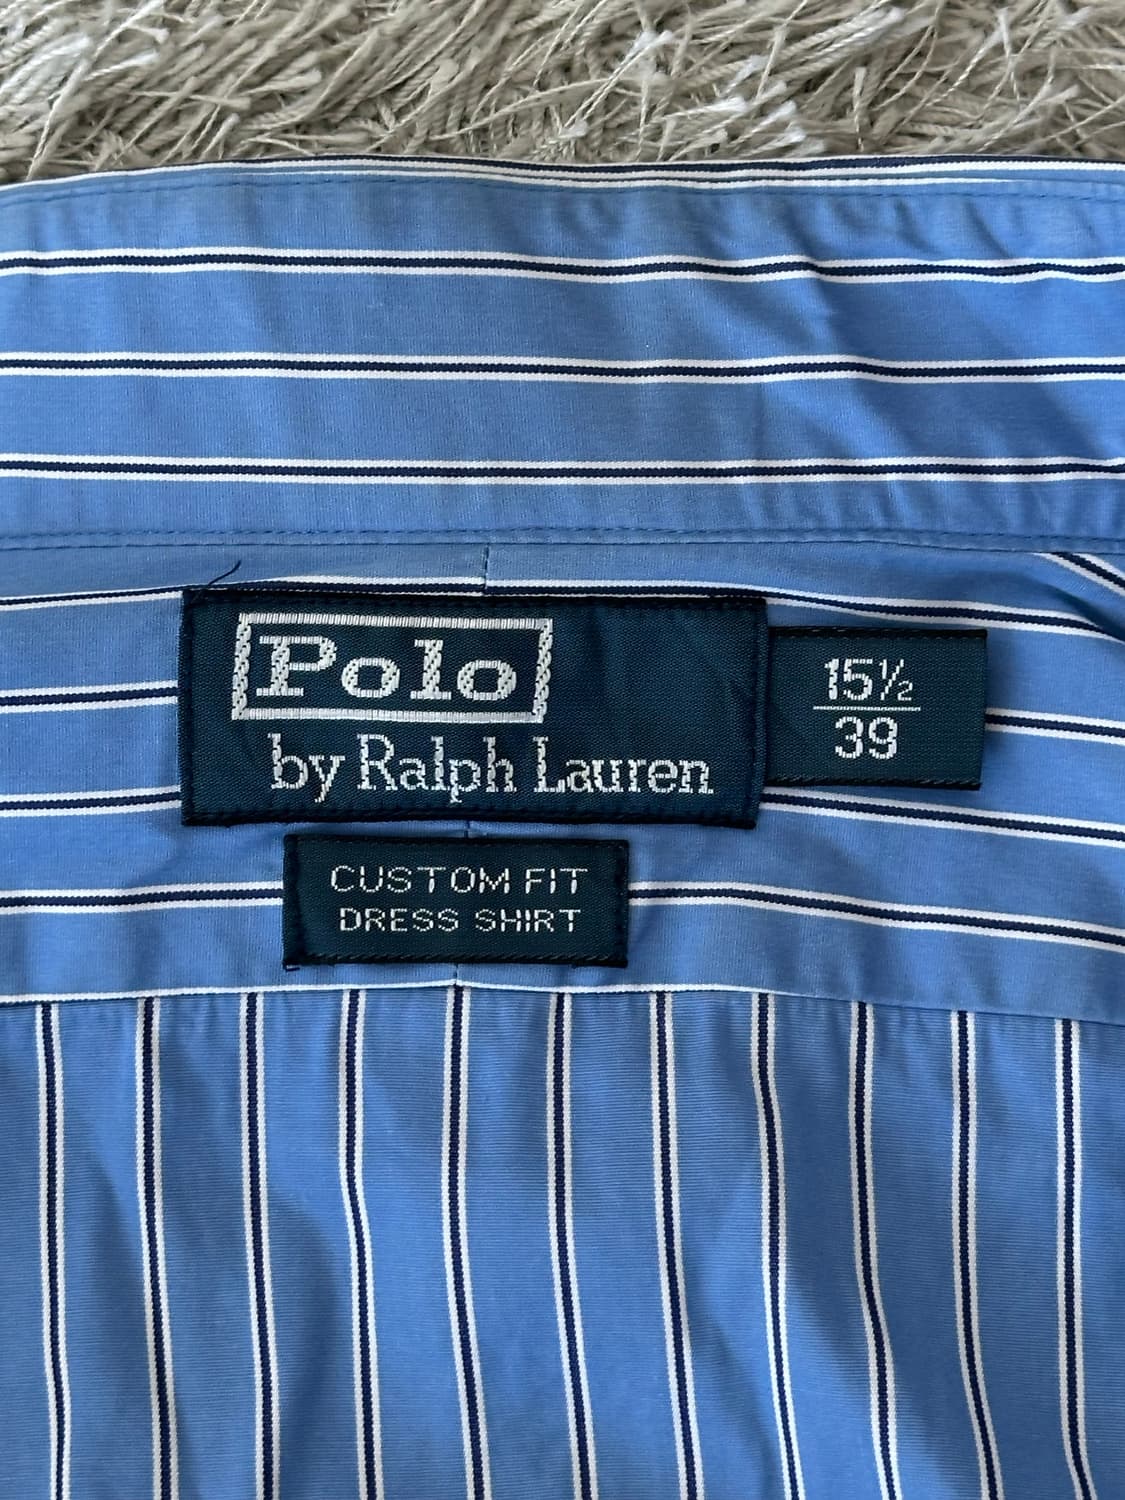 Polo
by Ralph Lauren
15½
39
CUSTOM FIT
DRESS SHIRT